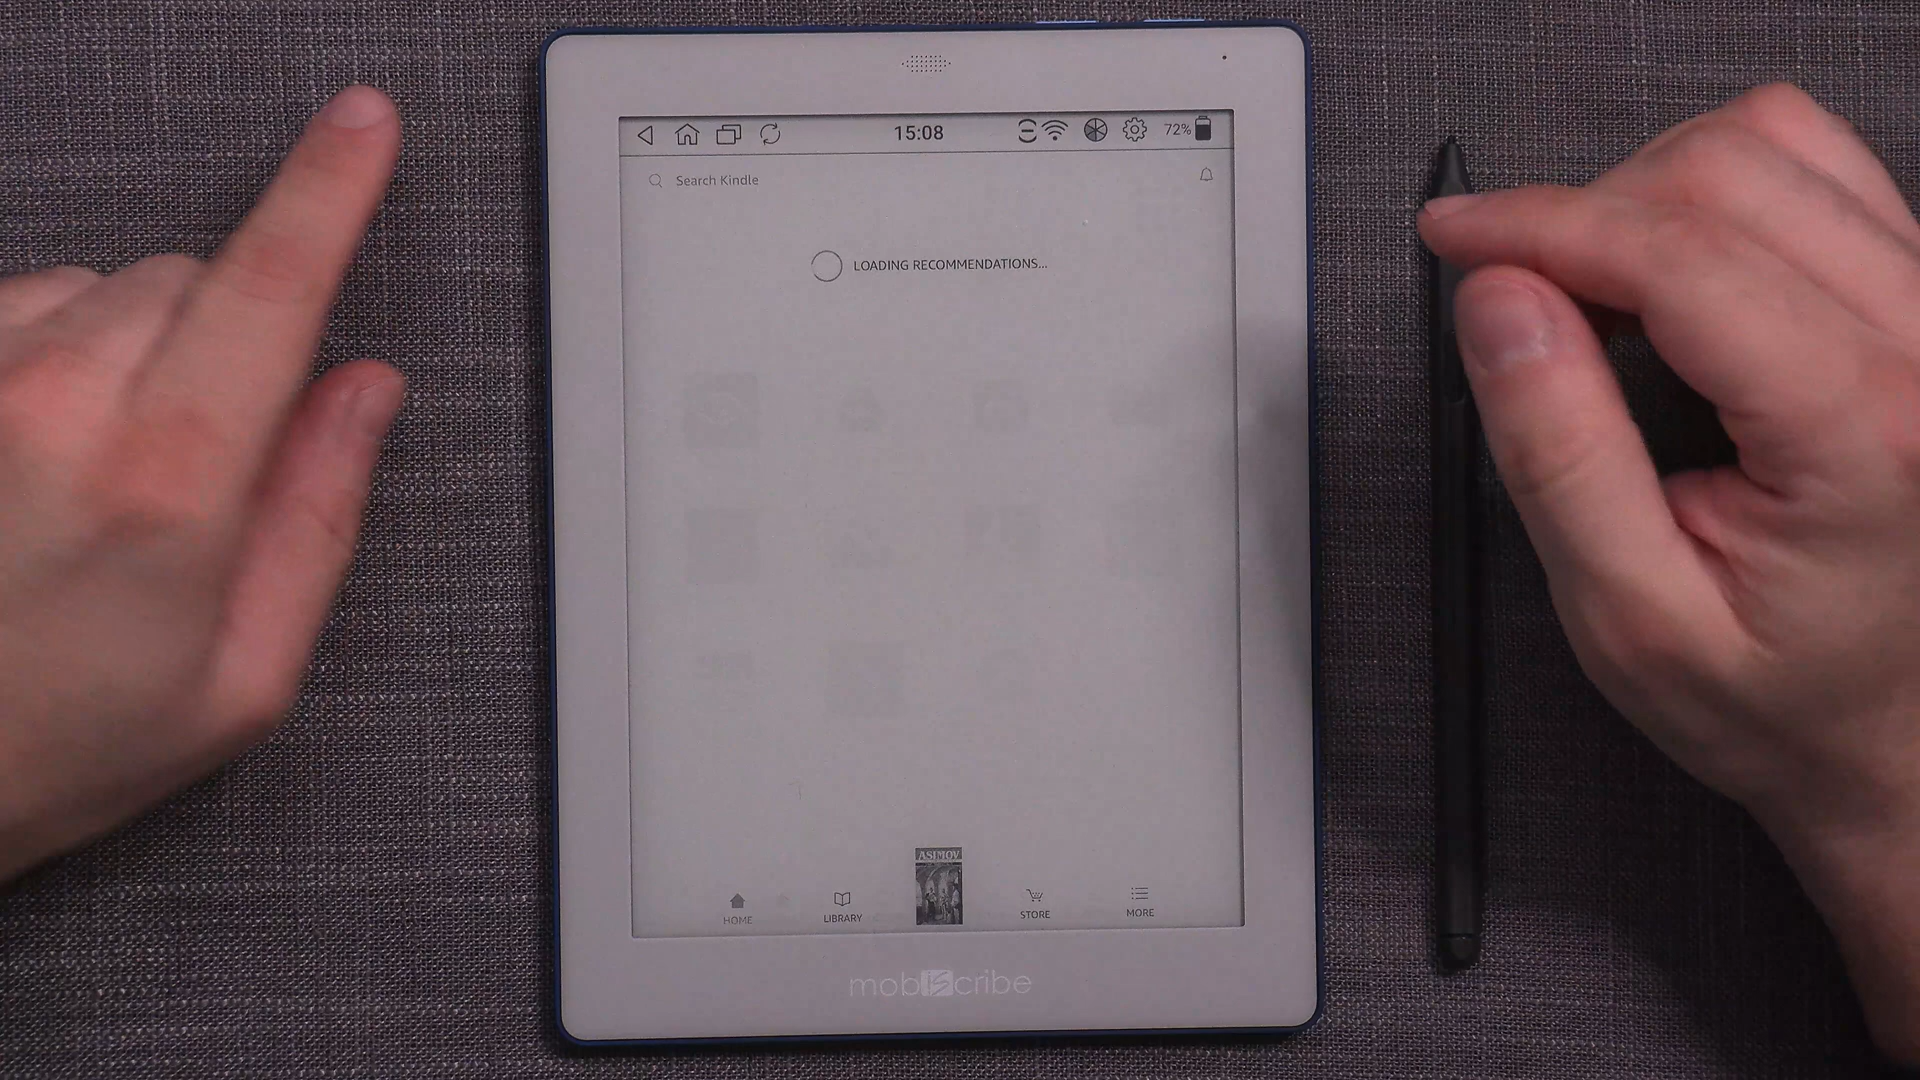 15:08
72%
Search Kindle
LOADING RECOMMENDATIONS...
ASIMOV
HOME
LIBRARY
STORE
MORE
mobiscribe